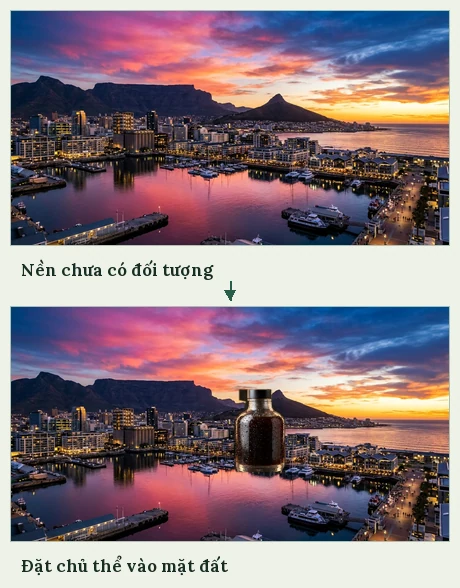 Nền chưa có đối tượng
Đặt chủ thể vào mặt đất